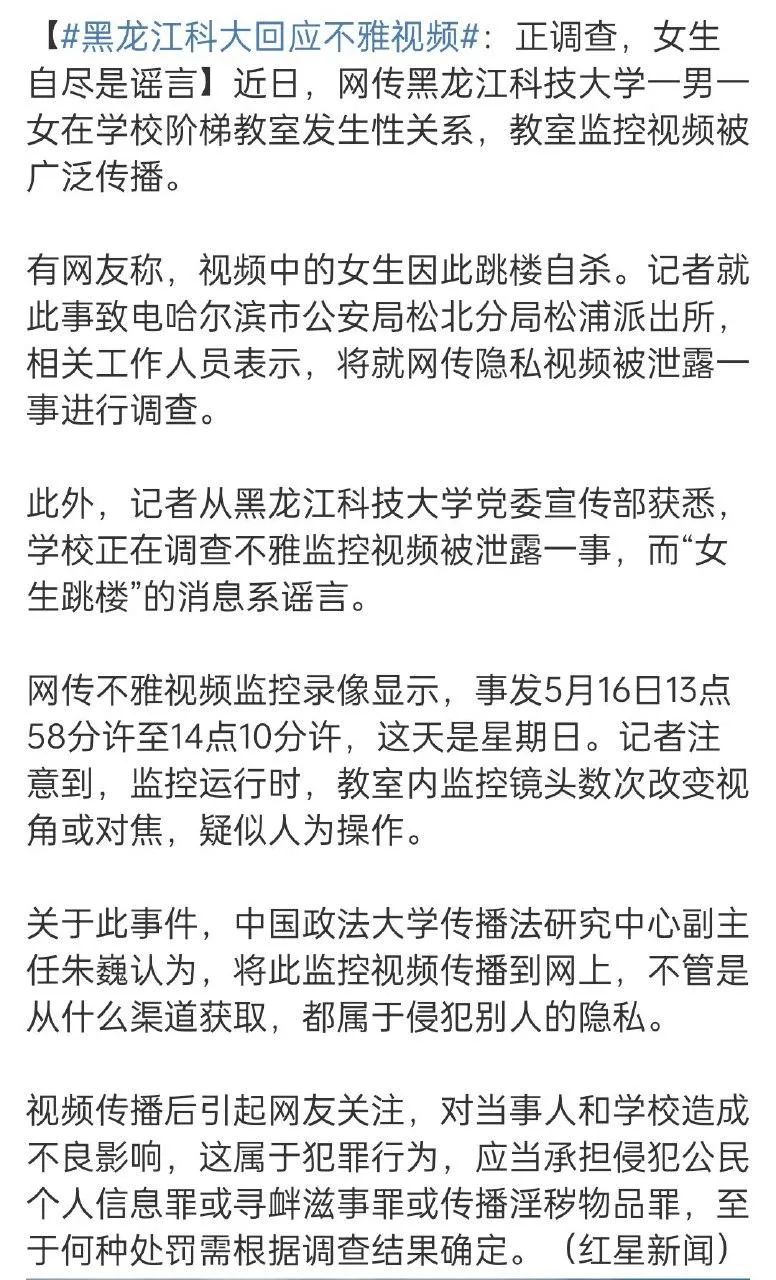 【#黑龙江科大回应不雅视频#：正调查，女生
自尽是谣言】近日，网传黑龙江科技大学一男一
女在学校阶梯教室发生性关系，教室监控视频被
广泛传播。
有网友称，视频中的女生因此跳楼自杀。记者就
此事致电哈尔滨市公安局松北分局松浦派出所，
相关工作人员表示，将就网传隐私视频被泄露一
事进行调查。
此外，记者从黑龙江科技大学党委宣传部获悉，
学校正在调查不雅监控视频被泄露一事，而“女
生跳楼”的消息系谣言。
网传不雅视频监控录像显示，事发5月16日13点
58分许至14点10分许，这天是星期日。记者注
意到，监控运行时，教室内监控镜头数次改变视
角或对焦，疑似人为操作。
关于此事件，中国政法大学传播法研究中心副主
任朱巍认为，将此监控视频传播到网上，不管是
从什么渠道获取，都属于侵犯别人的隐私。
视频传播后引起网友关注，对当事人和学校造成
不良影响，这属于犯罪行为，应当承担侵犯公民
个人信息罪或寻衅滋事罪或传播淫秽物品罪，至
于何种处罚需根据调查结果确定。（红星新闻）